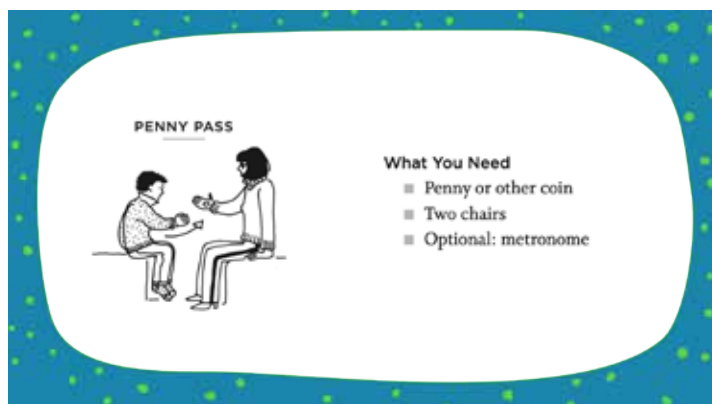 PENNY PASS
What You Need
Penny or other coin
Two chairs
Optional: metronome